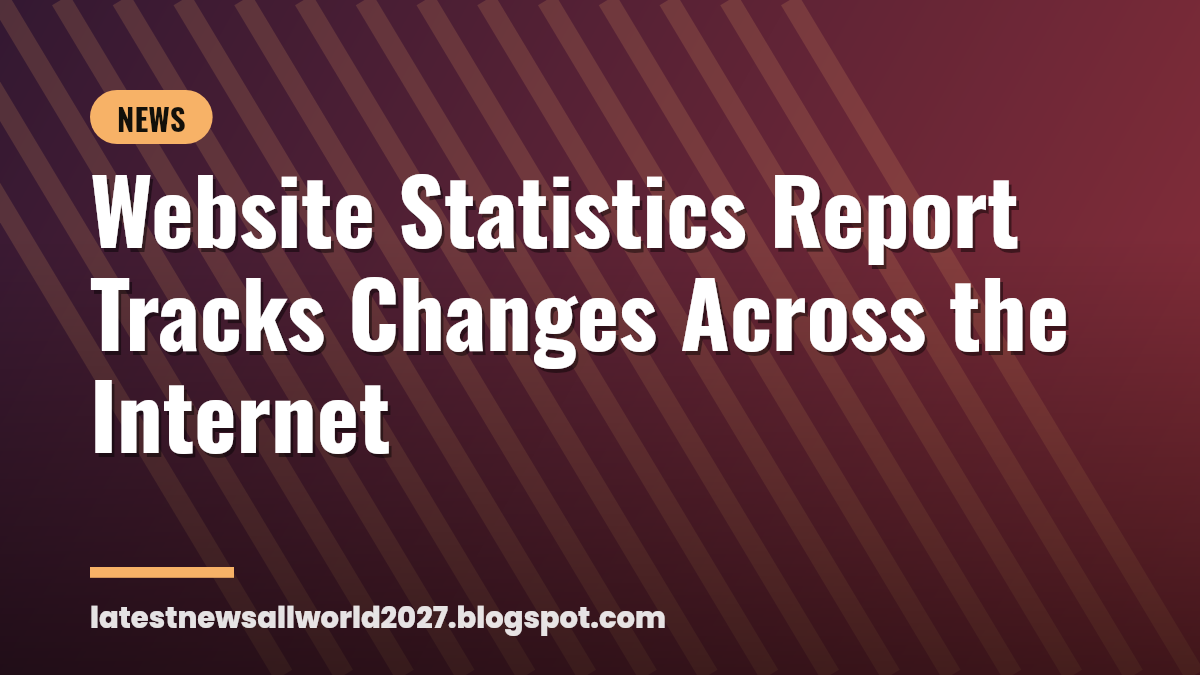 NEWS
Website Statistics Report
Tracks Changes Across the
Internet
latestnewsallworld2027.blogspot.com